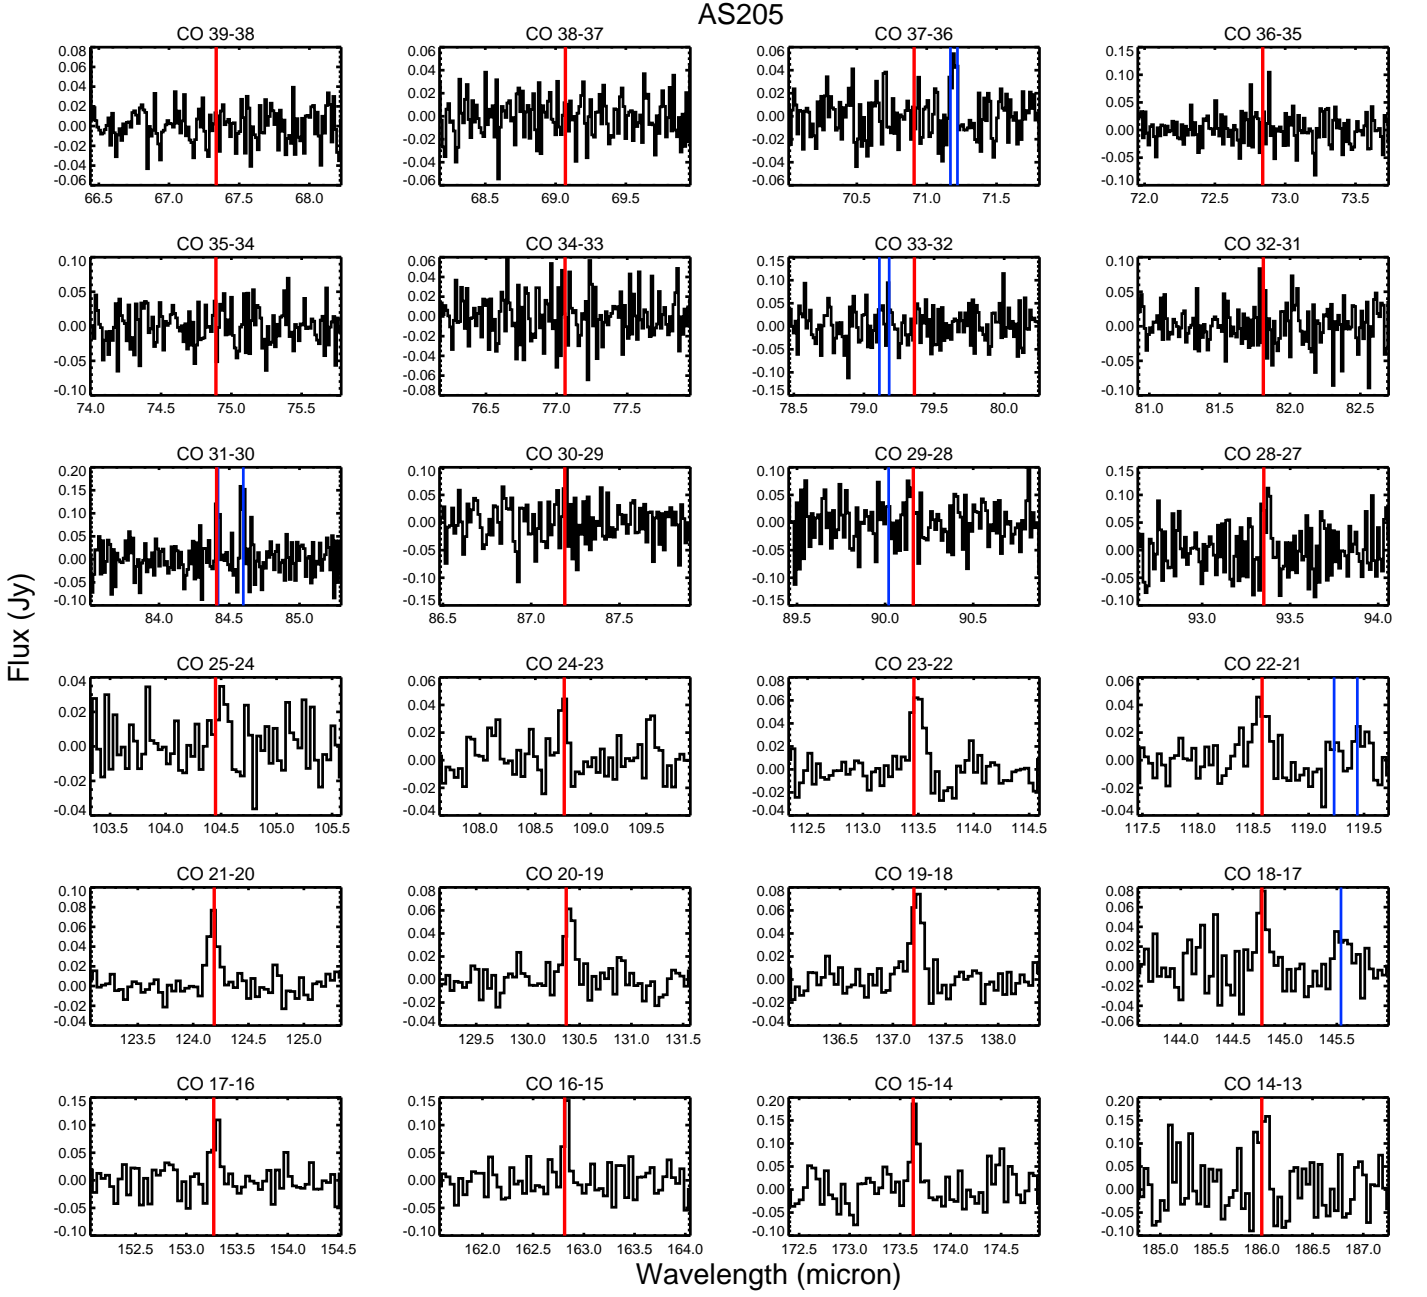 AS205
CO 39-38 CO 38-37 CO 37-36 CO 36-35
0.08 0.06 0.04 0.02 0.00 -0.02 -0.04 -0.06
0.06 0.04 0.02 0.00 -0.02 -0.04 -0.06
0.06 0.04 0.02 0.00 -0.02 -0.04 -0.06
0.15 0.10 0.05 0.00 -0.05 -0.10
66.5 67.0 67.5 68.0
68.5 69.0 69.5
70.5 71.0 71.5
72.0 72.5 73.0 73.5
CO 35-34 CO 34-33 CO 33-32 CO 32-31
0.10 0.05 0.00 -0.05 -0.10
0.06 0.04 0.02 0.00 -0.02 -0.04 -0.06 -0.08
0.15 0.10 0.05 0.00 -0.05 -0.10 -0.15
0.10 0.05 0.00 -0.05 -0.10
74.0 74.5 75.0 75.5
76.5 77.0 77.5
78.5 79.0 79.5 80.0
81.0 81.5 82.0 82.5
CO 31-30 CO 30-29 CO 29-28 CO 28-27
0.20 0.15 0.10 0.05 0.00 -0.05 -0.10
0.10 0.05 0.00 -0.05 -0.10 -0.15
0.10 0.05 0.00 -0.05 -0.10 -0.15
0.15 0.10 0.05 0.00 -0.05 -0.10
84.0 84.5 85.0
86.5 87.0 87.5
89.5 90.0 90.5
93.0 93.5 94.0
Flux (Jy)
CO 25-24 CO 24-23 CO 23-22 CO 22-21
0.04 0.02 0.00 -0.02 -0.04
0.06 0.04 0.02 0.00 -0.02 -0.04
0.08 0.06 0.04 0.02 0.00 -0.02 -0.04
0.06 0.04 0.02 0.00 -0.02 -0.04
103.5 104.0 104.5 105.0 105.5
108.0 108.5 109.0 109.5
112.5 113.0 113.5 114.0 114.5
117.5 118.0 118.5 119.0 119.5
CO 21-20 CO 20-19 CO 19-18 CO 18-17
0.10 0.08 0.06 0.04 0.02 0.00 -0.02 -0.04
0.08 0.06 0.04 0.02 0.00 -0.02 -0.04
0.08 0.06 0.04 0.02 0.00 -0.02 -0.04
0.08 0.06 0.04 0.02 0.00 -0.02 -0.04 -0.06
123.5 124.0 124.5 125.0
129.5 130.0 130.5 131.0 131.5
136.5 137.0 137.5 138.0
144.0 144.5 145.0 145.5
CO 17-16 CO 16-15 CO 15-14 CO 14-13
0.15 0.10 0.05 0.00 -0.05 -0.10
0.15 0.10 0.05 0.00 -0.05 -0.10
0.20 0.15 0.10 0.05 0.00 -0.05 -0.10
0.20 0.15 0.10 0.05 0.00 -0.05 -0.10
152.5 153.0 153.5 154.0 154.5
162.0 162.5 163.0 163.5 164.0
172.5 173.0 173.5 174.0 174.5
185.0 185.5 186.0 186.5 187.0
Wavelength (micron)